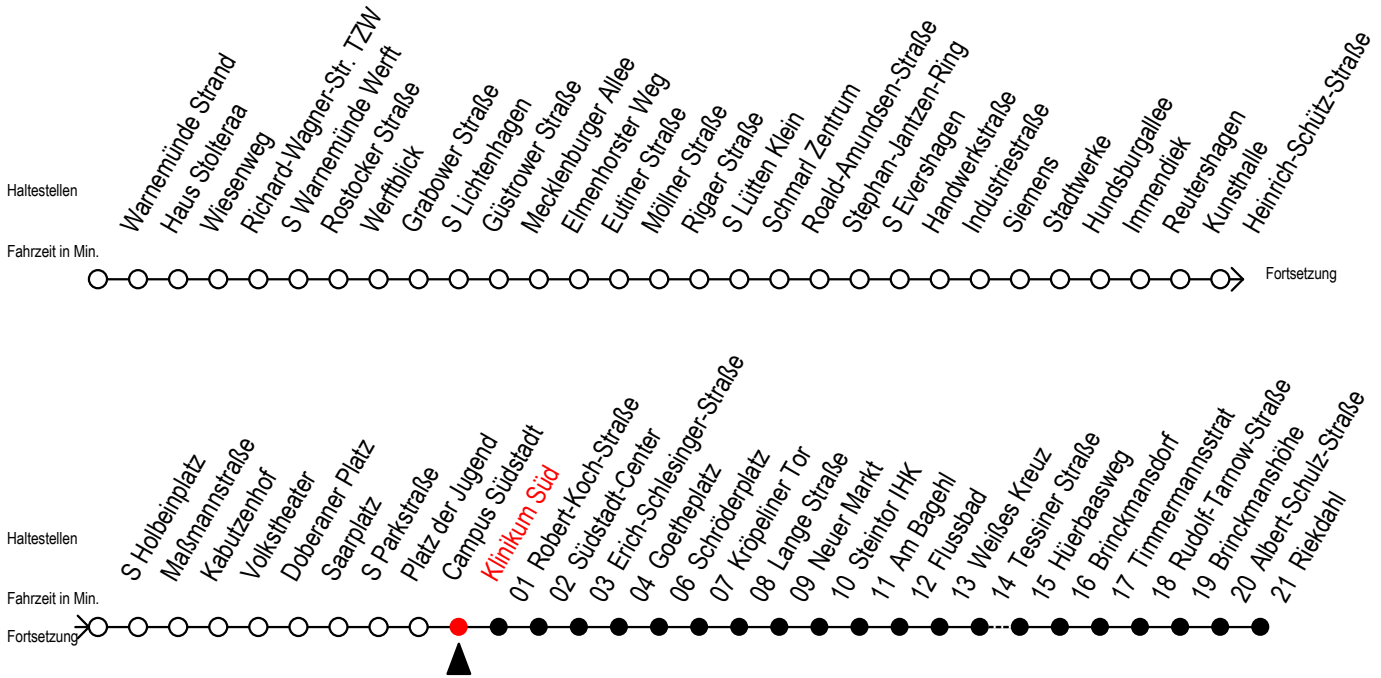 Haltestellen
Warnemünde Strand
Haus Stolteraa
Wiesenweg
Richard-Wagner-Str. TZW
S Warnemünde Werft
Rostocker Straße
Werftblick
Grabower Straße
S Lichtenhagen
Güstrower Straße
Mecklenburger Allee
Elmenhorster Weg
Eutiner Straße
Möllner Straße
Rigaer Straße
S Lütten Klein
Schmarl Zentrum
Roald-Amundsen-Straße
Stephan-Jantzen-Ring
S Evershagen
Handwerkstraße
Industriestraße
Siemens
Stadtwerke
Hundsburgallee
Immendiek
Reutershagen
Kunsthalle
Heinrich-Schütz-Straße
Fahrzeit in Min.
Fortsetzung
Haltestellen
S Holbeinplatz
Maßmannstraße
Kabutzenhof
Volkstheater
Doberaner Platz
Saarplatz
S Parkstraße
Platz der Jugend
Campus Südstadt
Klinikum Süd
01 Robert-Koch-Straße
02 Südstadt-Center
03 Erich-Schlesinger-Straße
04 Goetheplatz
06 Schröderplatz
07 Kröpeliner Tor
08 Lange Straße
09 Neuer Markt
10 Steintor IHK
11 Am Bagehl
12 Flussbad
13 Weißes Kreuz
14 Tessiner Straße
15 Hüerbaasweg
16 Brinckmansdorf
17 Timmermannsstrat
18 Rudolf-Tarnow-Straße
19 Brinckmanshöhe
20 Albert-Schulz-Straße
21 Riekdahl
Fahrzeit in Min.
Fortsetzung